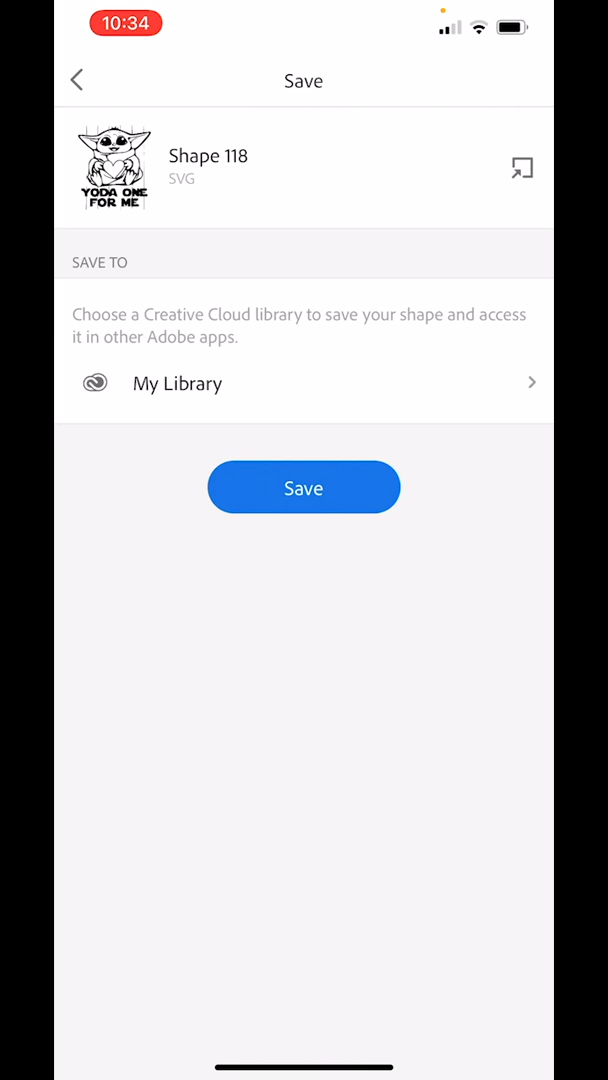 10:34
Save
Shape 118
SVG
YODA ONE
FOR ME
SAVE TO
Choose a Creative Cloud library to save your shape and access
it in other Adobe apps.
My Library
Save